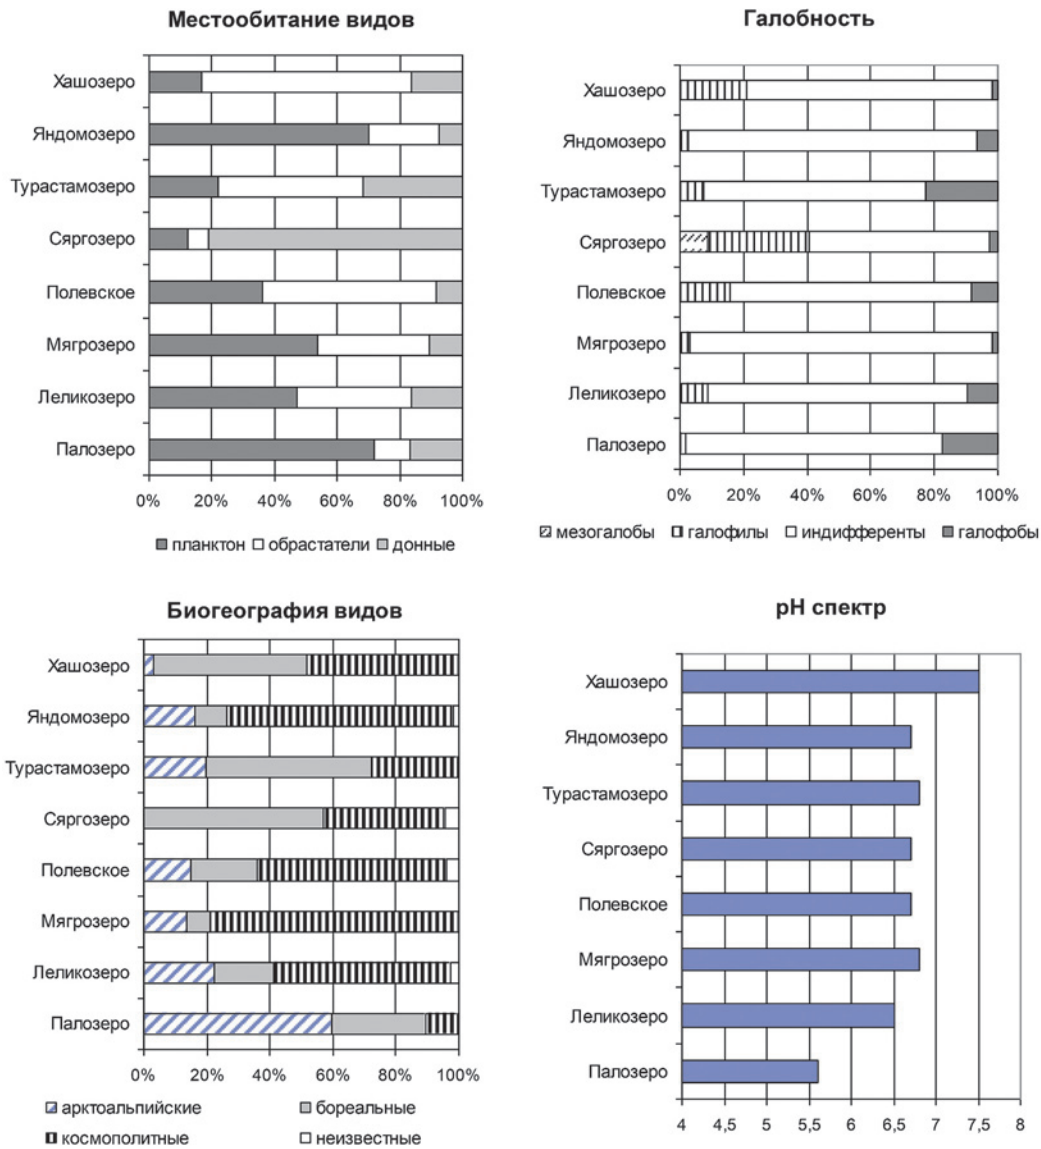 Местообитание видов
Хашозеро
Яндомозеро
Турастамозеро
Сяргозеро
Полевское
Мягрозеро
Леликозеро
Палозеро
0% 20% 40% 60% 80% 100%
планктон обрастатели донные
Галобность
Хашозеро
Яндомозеро
Турастамозеро
Сяргозеро
Полевское
Мягрозеро
Леликозеро
Палозеро
0% 20% 40% 60% 80% 100%
мезогалобы галофилы индифференты галофобы
Биогеография видов
Хашозеро
Яндомозеро
Турастамозеро
Сяргозеро
Полевское
Мягрозеро
Леликозеро
Палозеро
0% 20% 40% 60% 80% 100%
арктоальпийские бореальные
космополитные неизвестные
pH спектр
Хашозеро
Яндомозеро
Турастамозеро
Сяргозеро
Полевское
Мягрозеро
Леликозеро
Палозеро
4 4,5 5 5,5 6 6,5 7 7,5 8